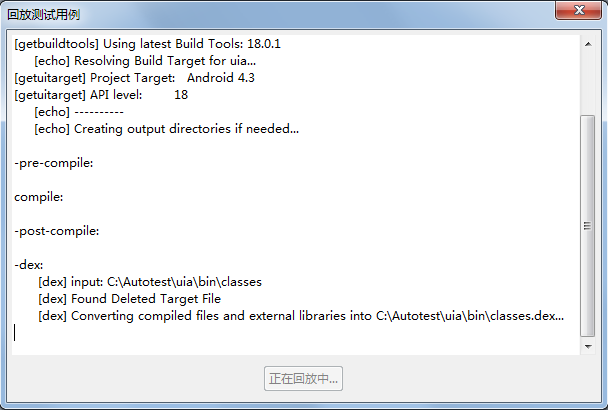 回放测试用例
[getbuildtools] Using latest Build Tools: 18.0.1
[echo] Resolving Build Target for uia...
[getuitarget] Project Target:   Android 4.3
[getuitarget] API level:        18
[echo] ----------
[echo] Creating output directories if needed...
-pre-compile:
compile:
-post-compile:
-dex:
[dex] input: C:\Autotest\uia\bin\classes
[dex] Found Deleted Target File
[dex] Converting compiled files and external libraries into C:\Autotest\uia\bin\classes.dex...
正在回放中...